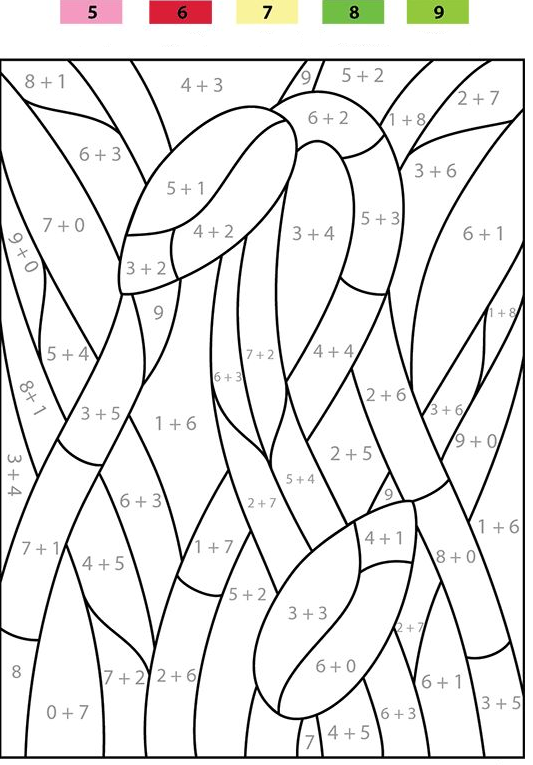 5 6 7 8 9
8 + 1
4 + 3
9
5 + 2
2 + 7
6 + 2
1 + 8
6 + 3
3 + 6
5 + 1
7 + 0
4 + 2
3 + 4
5 + 3
6 + 1
9 + 0
3 + 2
9
1 + 8
5 + 4
7 + 2
4 + 4
6 + 3
8 + 1
2 + 6
3 + 6
3 + 5
1 + 6
9 + 0
2 + 5
3 + 4
5 + 4
9
6 + 3
2 + 7
1 + 6
4 + 1
7 + 1
1 + 7
8 + 0
4 + 5
5 + 2
3 + 3
2 + 7
8
7 + 2
2 + 6
6 + 0
6 + 1
0 + 7
3 + 5
6 + 3
7
4 + 5